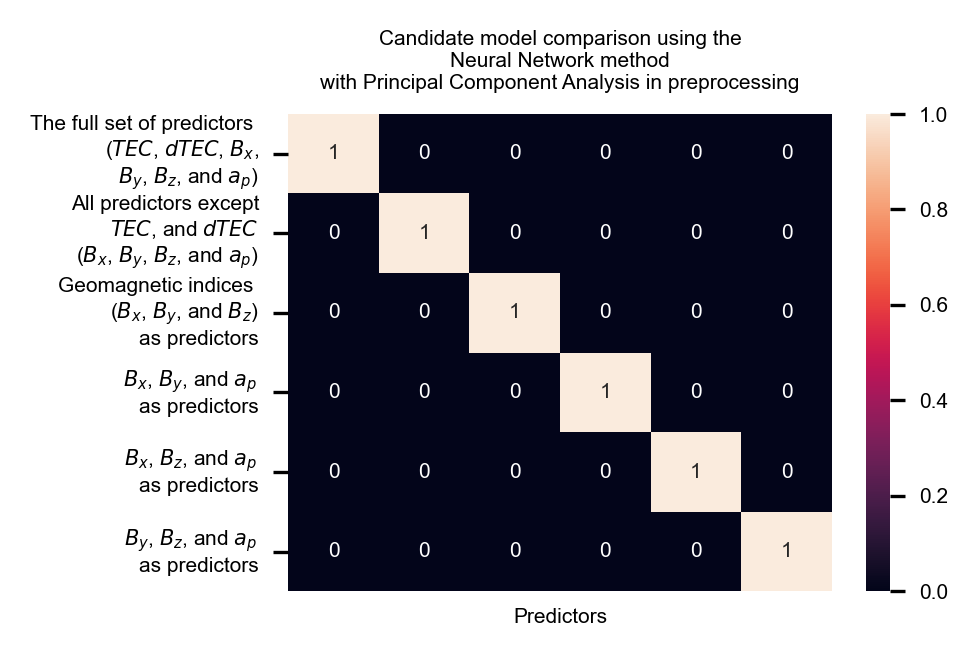 Candidate model comparison using the
Neural Network method
with Principal Component Analysis in preprocessing
The full set of predictors
(TEC, dTEC, Bx,
By, Bz, and ap)
All predictors except
TEC, and dTEC
(Bx, By, Bz, and ap)
Geomagnetic indices
(Bx, By, and Bz)
as predictors
Bx, By, and ap
as predictors
Bx, Bz, and ap
as predictors
By, Bz, and ap
as predictors
1 0 0 0 0 0
0 1 0 0 0 0
0 0 1 0 0 0
0 0 0 1 0 0
0 0 0 0 1 0
0 0 0 0 0 1
Predictors
1.0
0.8
0.6
0.4
0.2
0.0